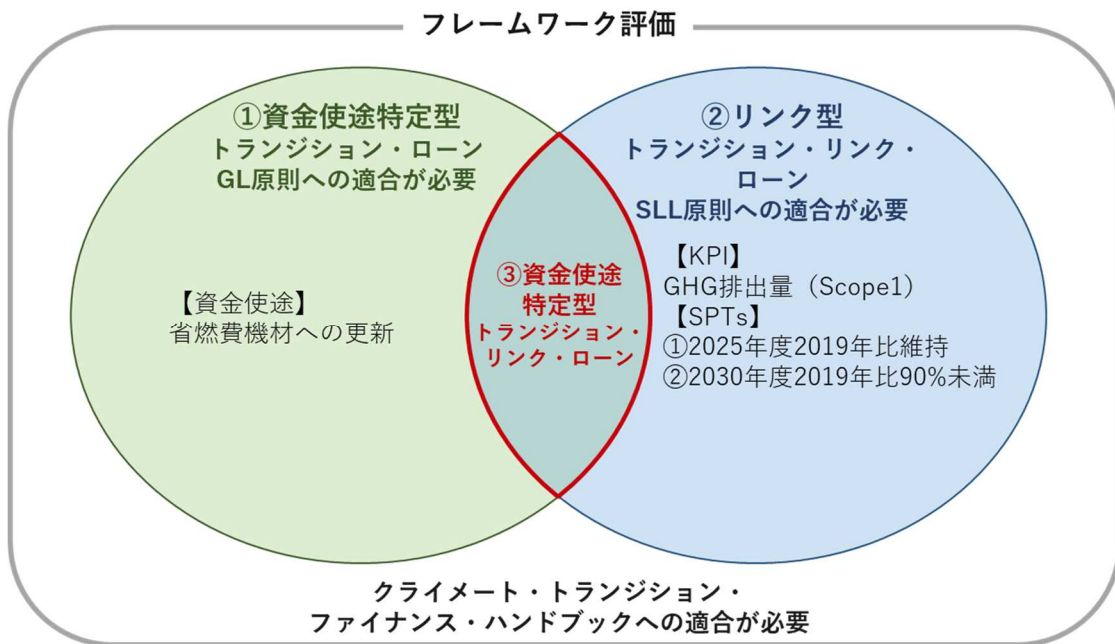 フレームワーク評価
①資金使途特定型
トランジション・ローン
GL原則への適合が必要
【資金使途】
省燃費機材への更新
③資金使途
特定型
トランジション・
リンク・ローン
②リンク型
トランジション・リンク・
ローン
SLL原則への適合が必要
【KPI】
GHG排出量（Scope1）
【SPTs】
①2025年度2019年比維持
②2030年度2019年比90%未満
クライメート・トランジション・
ファイナンス・ハンドブックへの適合が必要